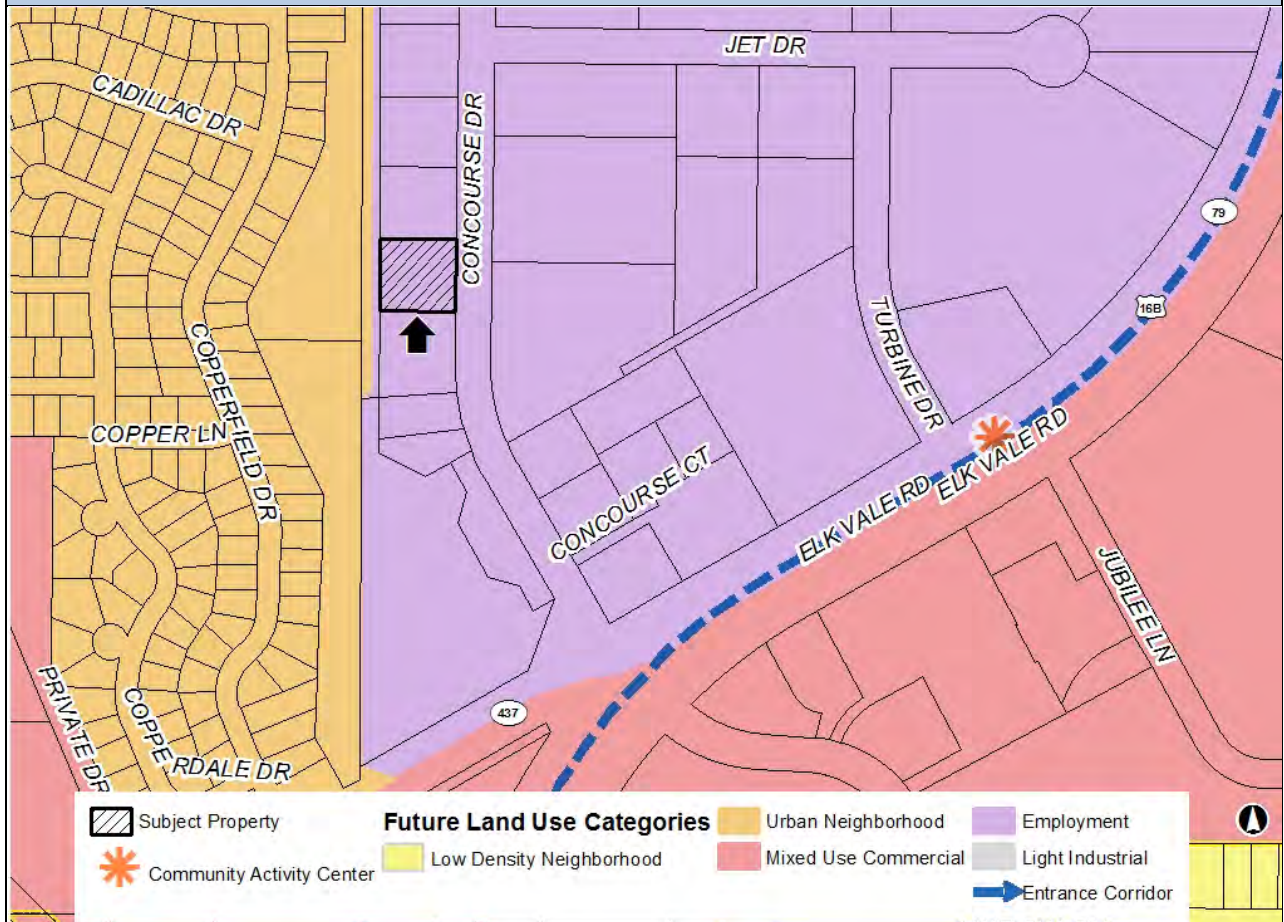 JET DR
CADILLAC DR
CONCOURSE DR
79
16B
TURBINE DR
COPPERFIELD DR
COPPER LN
ELK VALE RD
CONCOURSE CT
ELK VALE RD
JUBILEE LN
PRIVATE DR
COPPERDALE DR
437
Subject Property
Community Activity Center
Future Land Use Categories
Low Density Neighborhood
Urban Neighborhood
Mixed Use Commercial
Employment
Light Industrial
Entrance Corridor